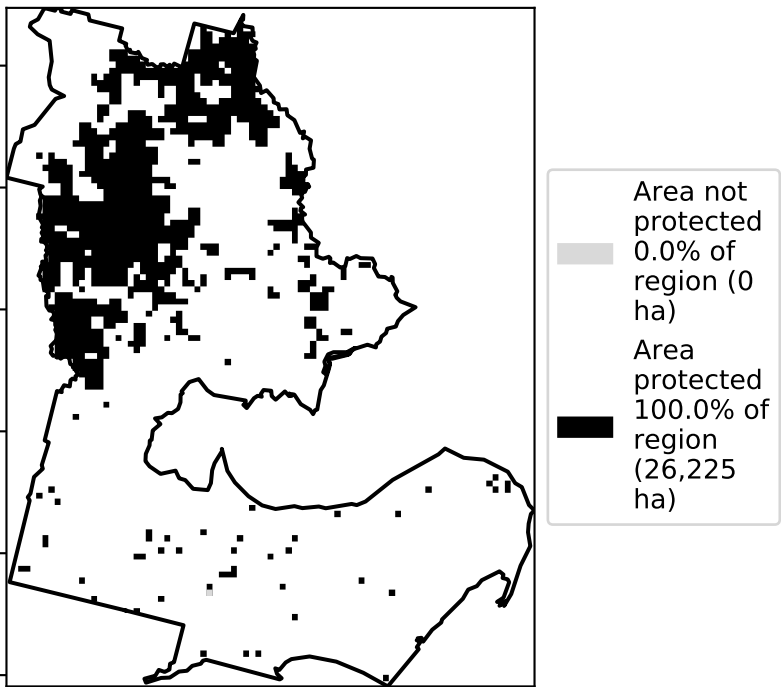 Area not
protected
0.0% of
region (0
ha)
Area
protected
100.0% of
region
(26,225
ha)